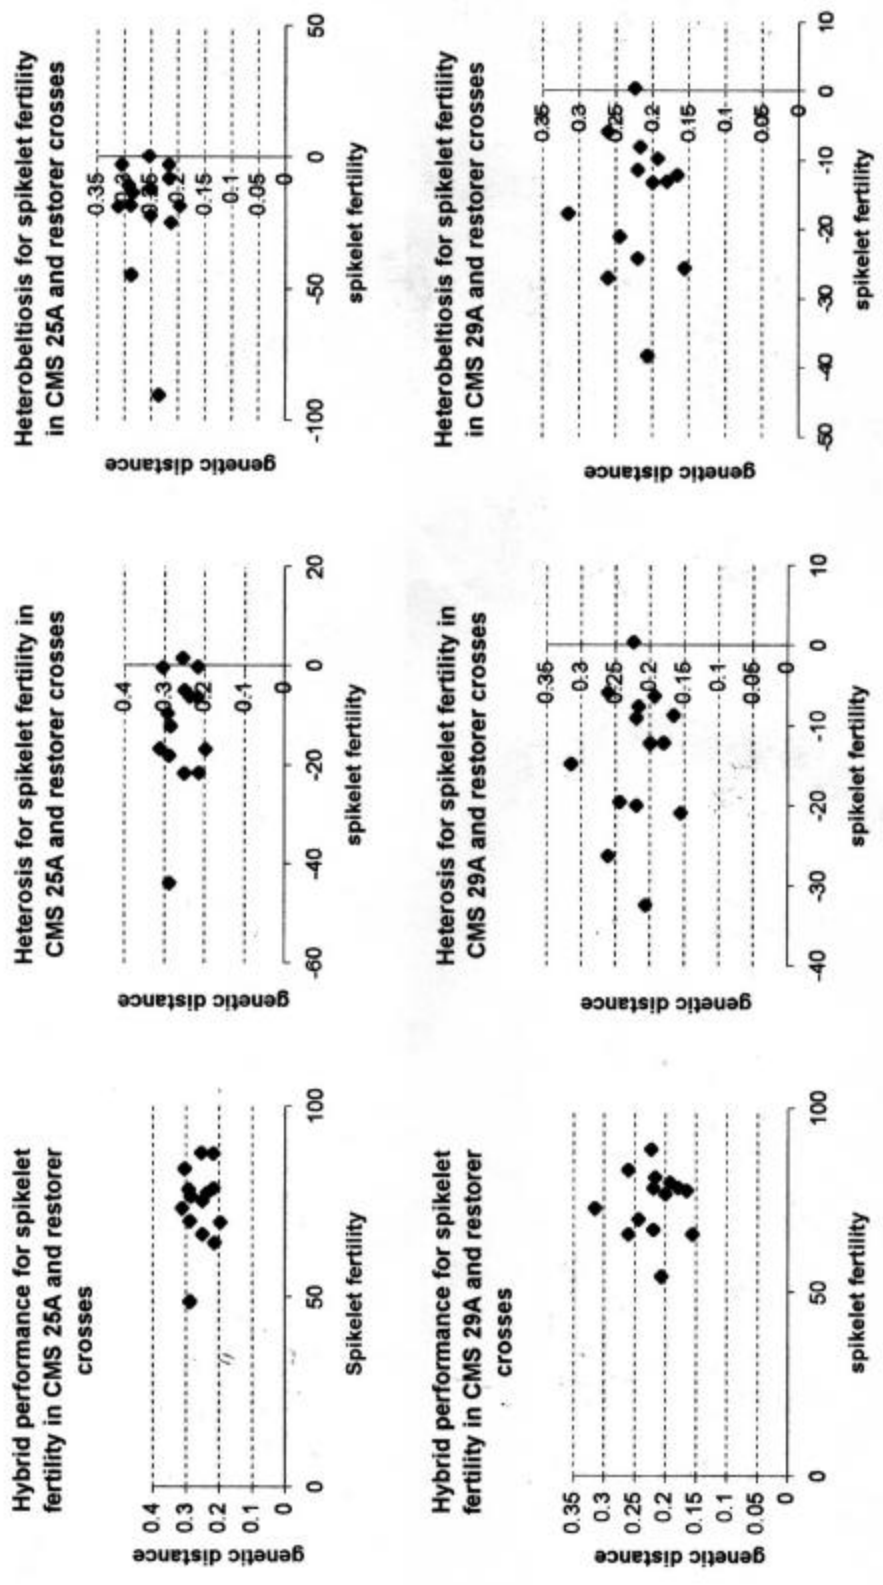 Hybrid performance for spikelet
fertility in CMS 25A and restorer
crosses
genetic distance
0.4
0.3
0.2
0.1
0
0
50
100
Spikelet fertility
Heterosis for spikelet fertility in
CMS 25A and restorer crosses
genetic distance
0.4
0.3
0.2
0.1
0
-60
-40
-20
0
20
spikelet fertility
Heterobeltiosis for spikelet fertility
in CMS 25A and restorer crosses
genetic distance
0.35
0.3
0.25
0.2
0.15
0.1
0.05
0
-100
-50
0
50
spikelet fertility
Hybrid performance for spikelet
fertility in CMS 29A and restorer
crosses
genetic distance
0.35
0.3
0.25
0.2
0.15
0.1
0.05
0
0
50
100
spikelet fertility
Heterosis for spikelet fertility in
CMS 29A and restorer crosses
genetic distance
0.35
0.3
0.25
0.2
0.15
0.1
0.05
0
-40
-30
-20
-10
0
10
spikelet fertility
Heterobeltiosis for spikelet fertility
in CMS 29A and restorer crosses
genetic distance
0.35
0.3
0.25
0.2
0.15
0.1
0.05
0
-50
-40
-30
-20
-10
0
10
spikelet fertility